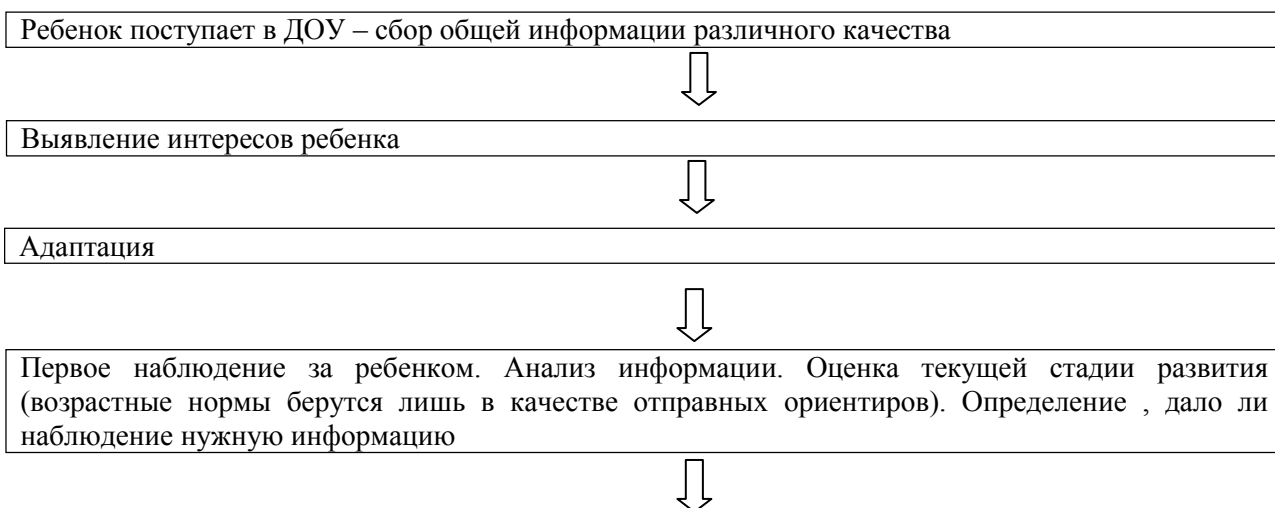 Ребенок поступает в ДОУ – сбор общей информации различного качества
Выявление интересов ребенка
Адаптация
Первое наблюдение за ребенком. Анализ информации. Оценка текущей стадии развития
(возрастные нормы берутся лишь в качестве отправных ориентиров). Определение , дало ли
наблюдение нужную информацию